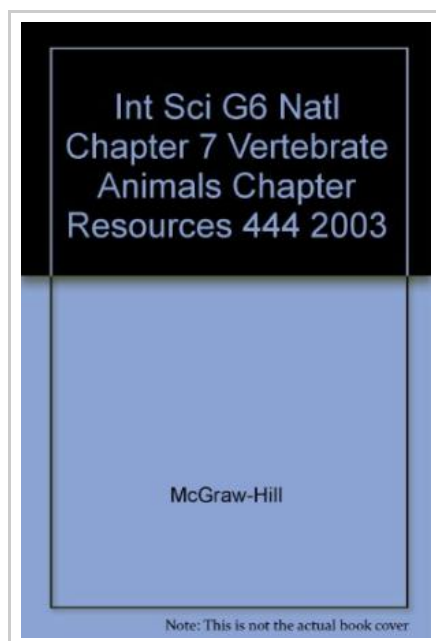 Int Sci G6 Natl
Chapter 7 Vertebrate
Animals Chapter
Resources 444 2003
McGraw-Hill
Note: This is not the actual book cover